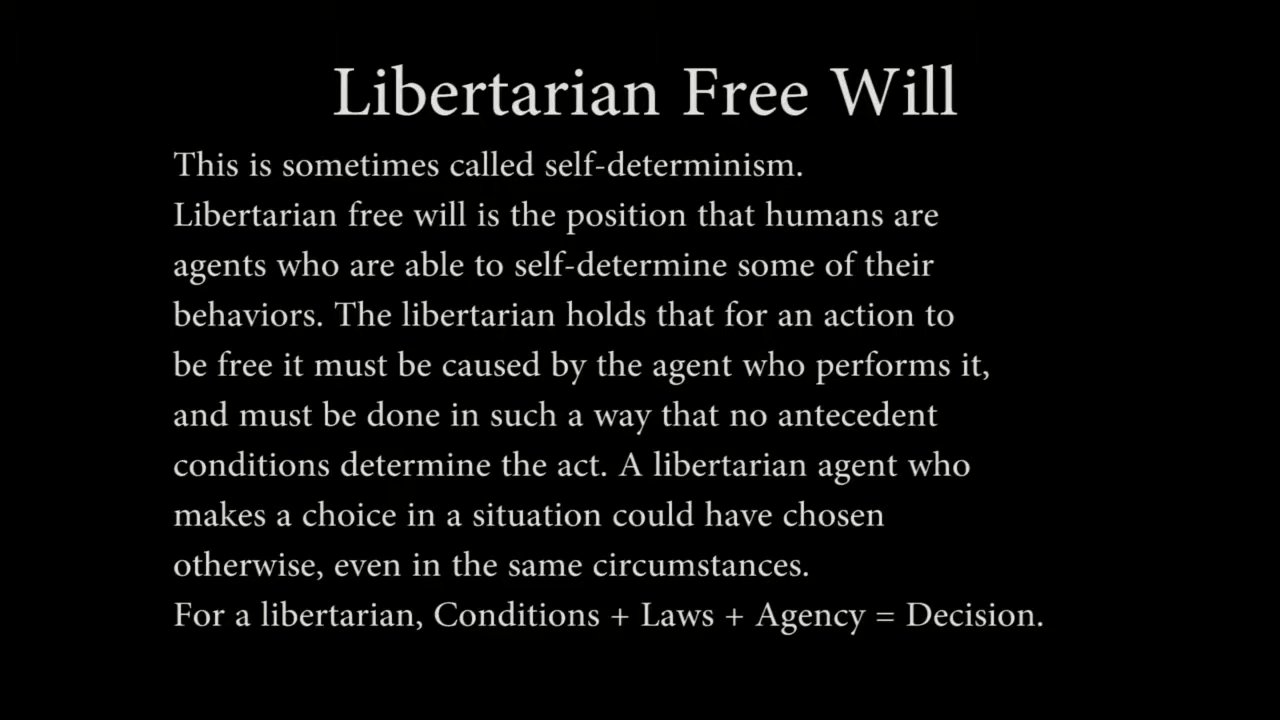 Libertarian Free Will
This is sometimes called self-determinism.
Libertarian free will is the position that humans are
agents who are able to self-determine some of their
behaviors. The libertarian holds that for an action to
be free it must be caused by the agent who performs it,
and must be done in such a way that no antecedent
conditions determine the act. A libertarian agent who
makes a choice in a situation could have chosen
otherwise, even in the same circumstances.
For a libertarian, Conditions + Laws + Agency = Decision.